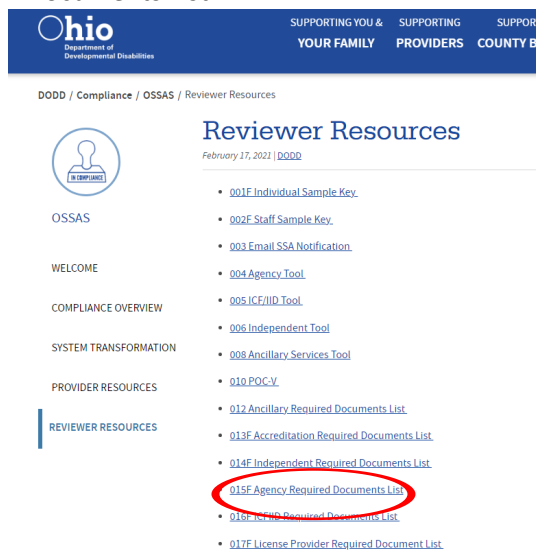 Ohio
Department of
Developmental Disabilities
SUPPORTING YOU &
YOUR FAMILY
SUPPORTING
PROVIDERS
SUPPOR
COUNTY B
DODD / Compliance / OSSAS / Reviewer Resources
IN COMPLIANCE
OSSAS
WELCOME
COMPLIANCE OVERVIEW
SYSTEM TRANSFORMATION
PROVIDER RESOURCES
REVIEWER RESOURCES
Reviewer Resources
February 17, 2021 | DODD
• 001F Individual Sample Key
• 002F Staff Sample Key
• 003 Email SSA Notification
• 004 Agency Tool
• 005 ICF/IID Tool
• 006 Independent Tool
• 008 Ancillary Services Tool
• 010 POC-V
• 012 Ancillary Required Documents List
• 013F Accreditation Required Documents List
• 014F Independent Required Documents List
• 015F Agency Required Documents List
• 016F ICFIID Required Documents List
• 017F License Provider Required Document List